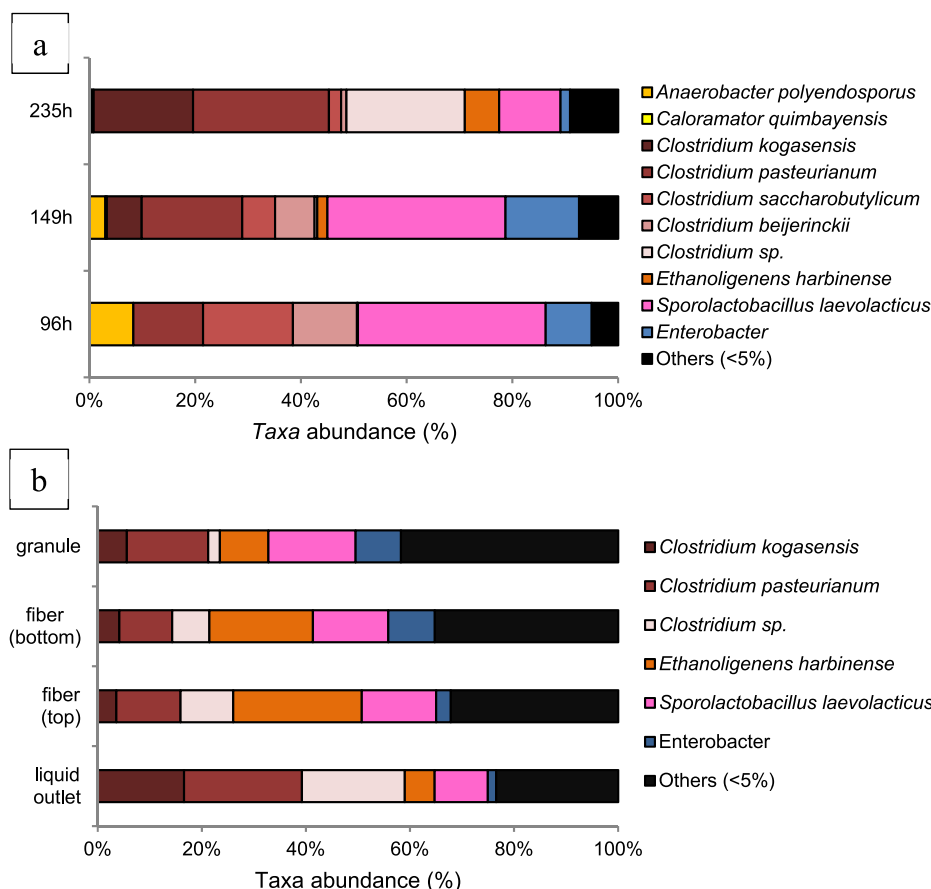 a
235h
149h
96h
0% 20% 40% 60% 80% 100%
Taxa abundance (%)
Anaerobacter polyendosporus
Caloramator quimbayensis
Clostridium kogasensis
Clostridium pasteurianum
Clostridium saccharobutylicum
Clostridium beijerinckii
Clostridium sp.
Ethanoligenens harbinense
Sporolactobacillus laevolacticus
Enterobacter
Others (<5%)
b
granule
fiber
(bottom)
fiber
(top)
liquid
outlet
0% 20% 40% 60% 80% 100%
Taxa abundance (%)
Clostridium kogasensis
Clostridium pasteurianum
Clostridium sp.
Ethanoligenens harbinense
Sporolactobacillus laevolacticus
Enterobacter
Others (<5%)